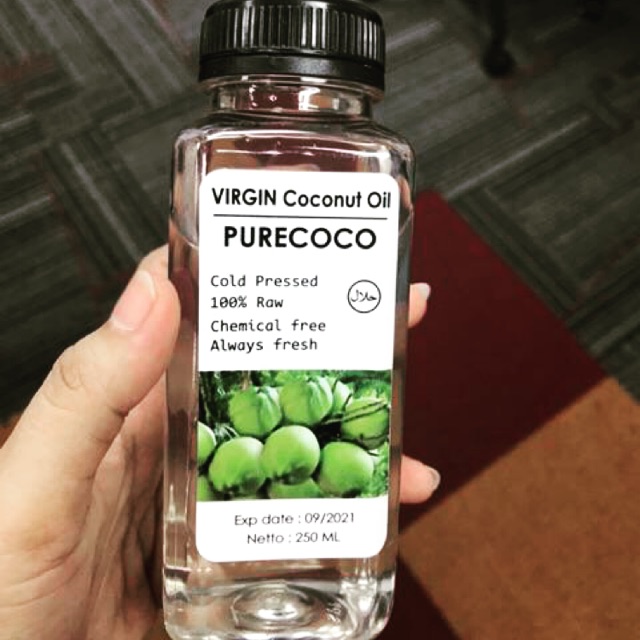 VIRGIN Coconut Oil
PURECOCO
Cold Pressed
100% Raw
حلال
Chemical free
Always fresh
Exp date : 09/2021
Netto : 250 ML